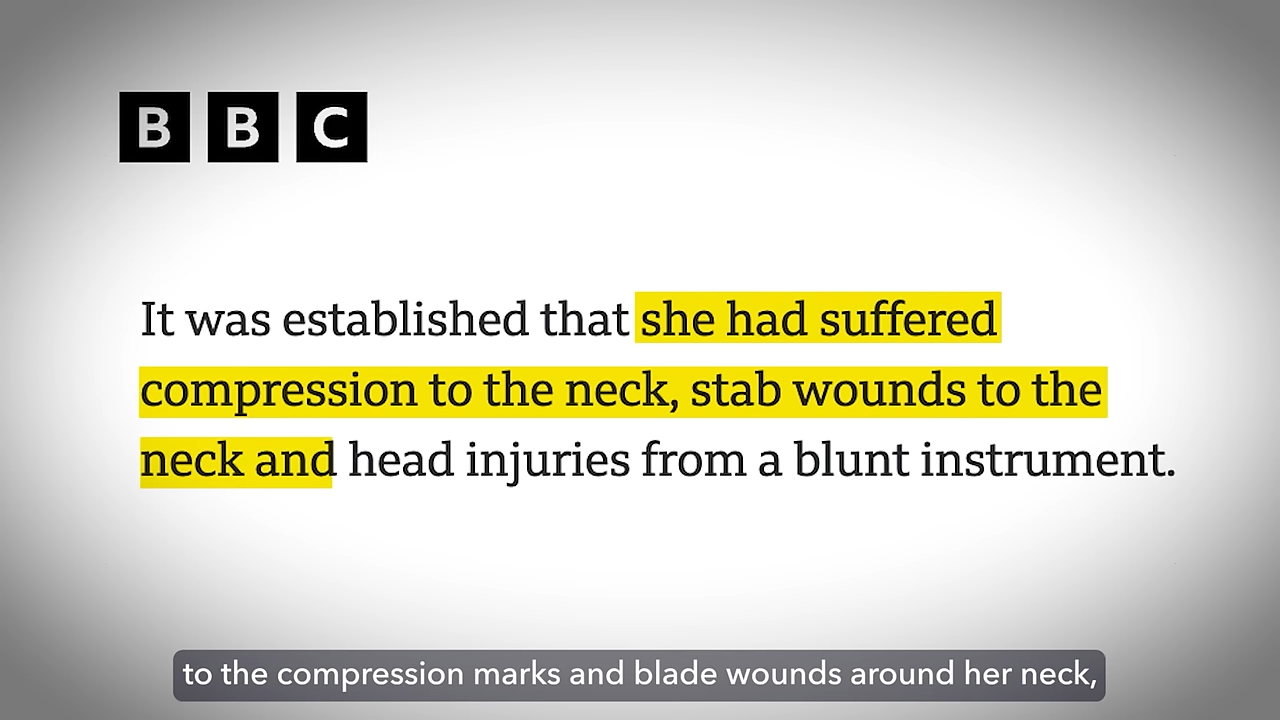 BBC
It was established that she had suffered
compression to the neck, stab wounds to the
neck and head injuries from a blunt instrument.
to the compression marks and blade wounds around her neck,